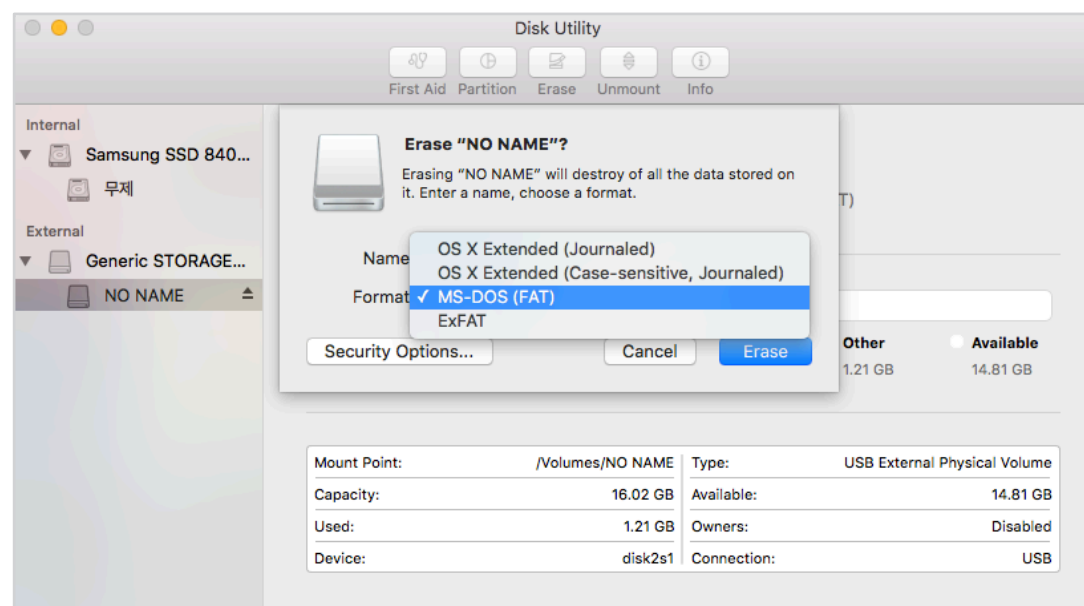 Disk Utility
First Aid Partition Erase Unmount Info
Internal
Samsung SSD 840...
무제
External
Generic STORAGE...
NO NAME
Erase “NO NAME”?
Erasing “NO NAME” will destroy of all the data stored on
it. Enter a name, choose a format.
T)
Name
OS X Extended (Journaled)
OS X Extended (Case-sensitive, Journaled)
Format ✓ MS-DOS (FAT)
ExFAT
Security Options... Cancel Erase
Other Available
1.21 GB 14.81 GB
Mount Point: /Volumes/NO NAME Type: USB External Physical Volume
Capacity: 16.02 GB Available: 14.81 GB
Used: 1.21 GB Owners: Disabled
Device: disk2s1 Connection: USB